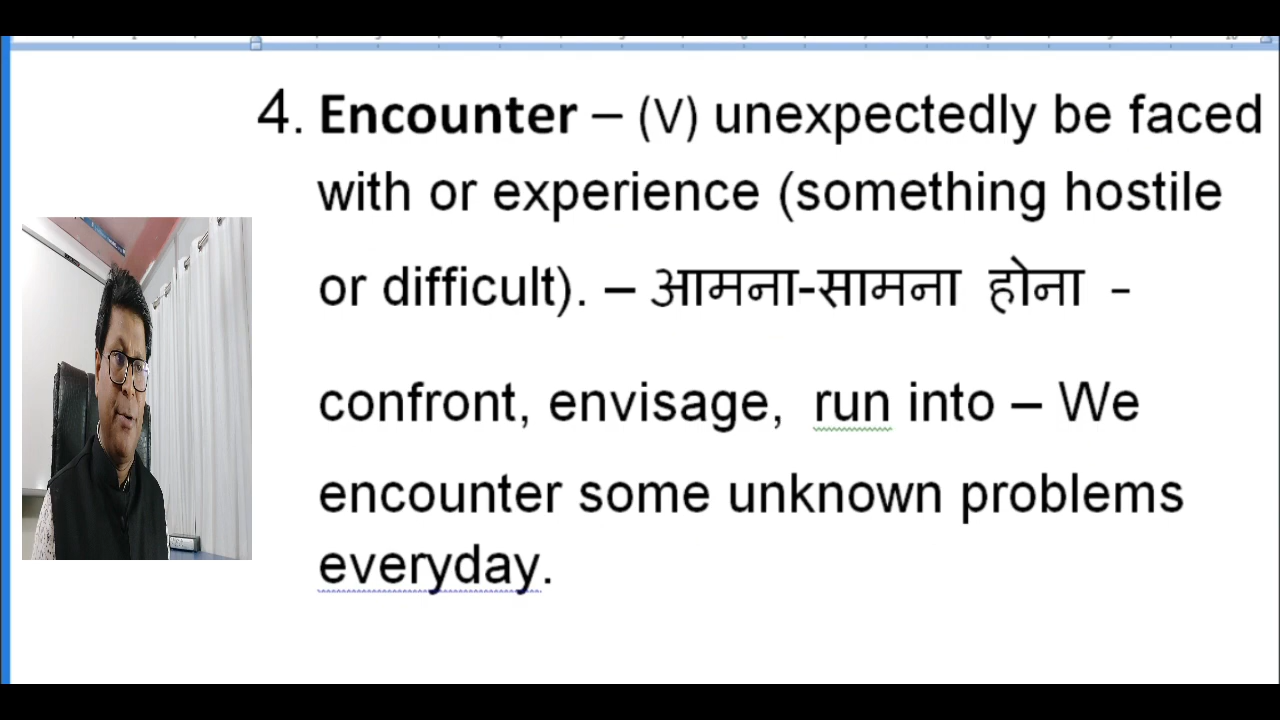 4. Encounter – (V) unexpectedly be faced
with or experience (something hostile
or difficult). – आमना-सामना होना –
confront, envisage, run into – We
encounter some unknown problems
everyday.